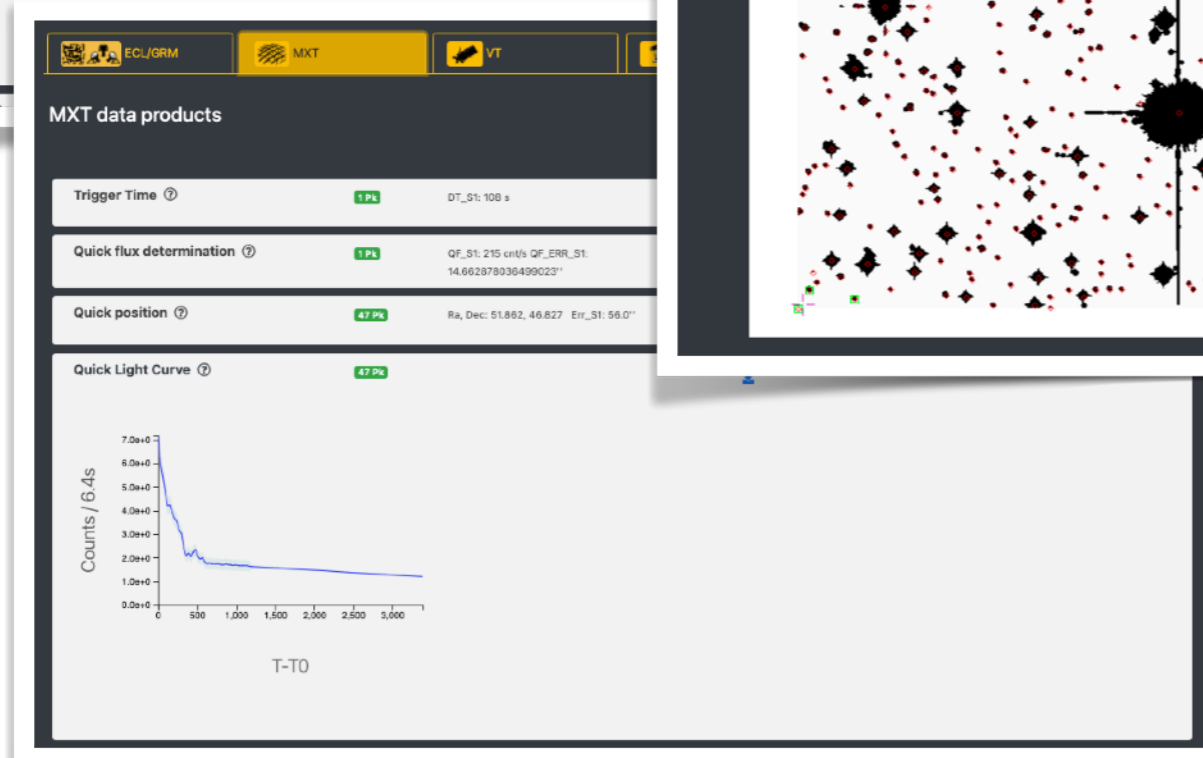 ECL/GRM
MXT
VT
MXT data products
Trigger Time ?
1 Pk
DT_S1: 108 s
Quick flux determination ?
1 Pk
QF_S1: 215 cnt/s QF_ERR_S1:
14.662878036499023''
Quick position ?
47 Pk
Ra, Dec: 51.862, 46.827 Err_S1: 56.0''
Quick Light Curve ?
47 Pk
Counts / 6.4s
7.0e+0
6.0e+0
5.0e+0
4.0e+0
3.0e+0
2.0e+0
1.0e+0
0.0e+0
0 500 1,000 1,500 2,000 2,500 3,000
T-T0